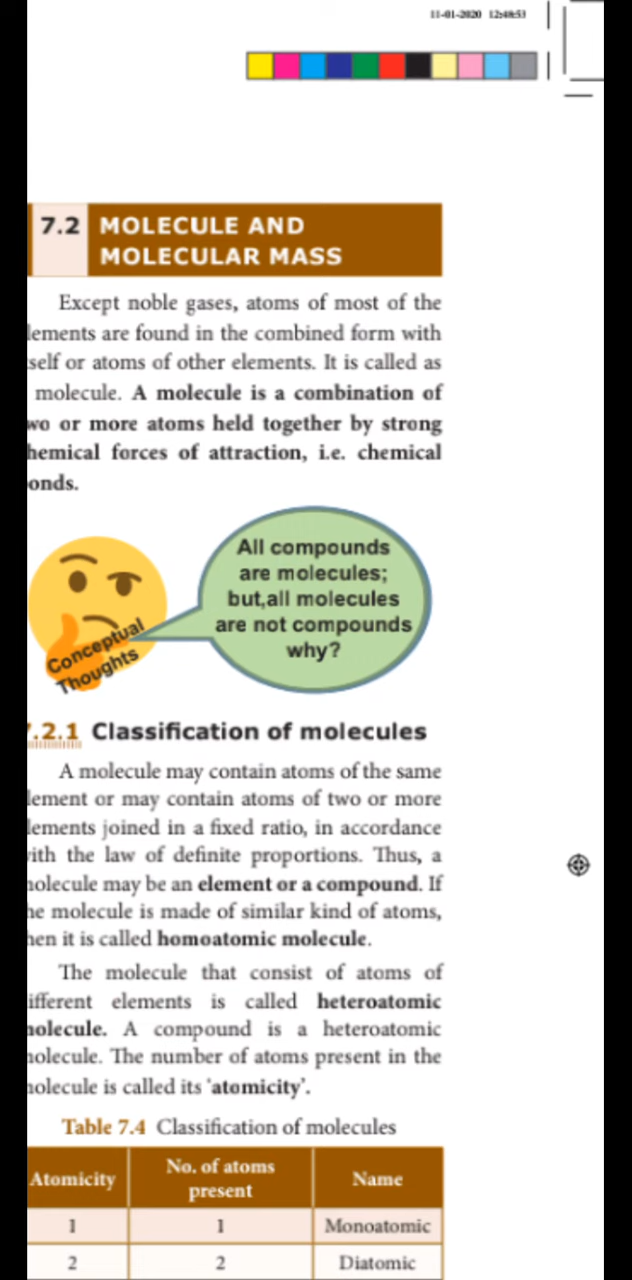 11-01-2020 12:48:53
7.2 MOLECULE AND
MOLECULAR MASS
Except noble gases, atoms of most of the
lements are found in the combined form with
self or atoms of other elements. It is called as
molecule. A molecule is a combination of
wo or more atoms held together by strong
hemical forces of attraction, i.e. chemical
onds.
All compounds
are molecules;
but,all molecules
are not compounds
why?
Conceptual
Thoughts
.2.1 Classification of molecules
A molecule may contain atoms of the same
lement or may contain atoms of two or more
lements joined in a fixed ratio, in accordance
ith the law of definite proportions. Thus, a
olecule may be an element or a compound. If
he molecule is made of similar kind of atoms,
hen it is called homoatomic molecule.
The molecule that consist of atoms of
ifferent elements is called heteroatomic
olecule. A compound is a heteroatomic
olecule. The number of atoms present in the
olecule is called its 'atomicity'.
Table 7.4 Classification of molecules
Atomicity No. of atoms present Name
1 1 Monoatomic
2 2 Diatomic